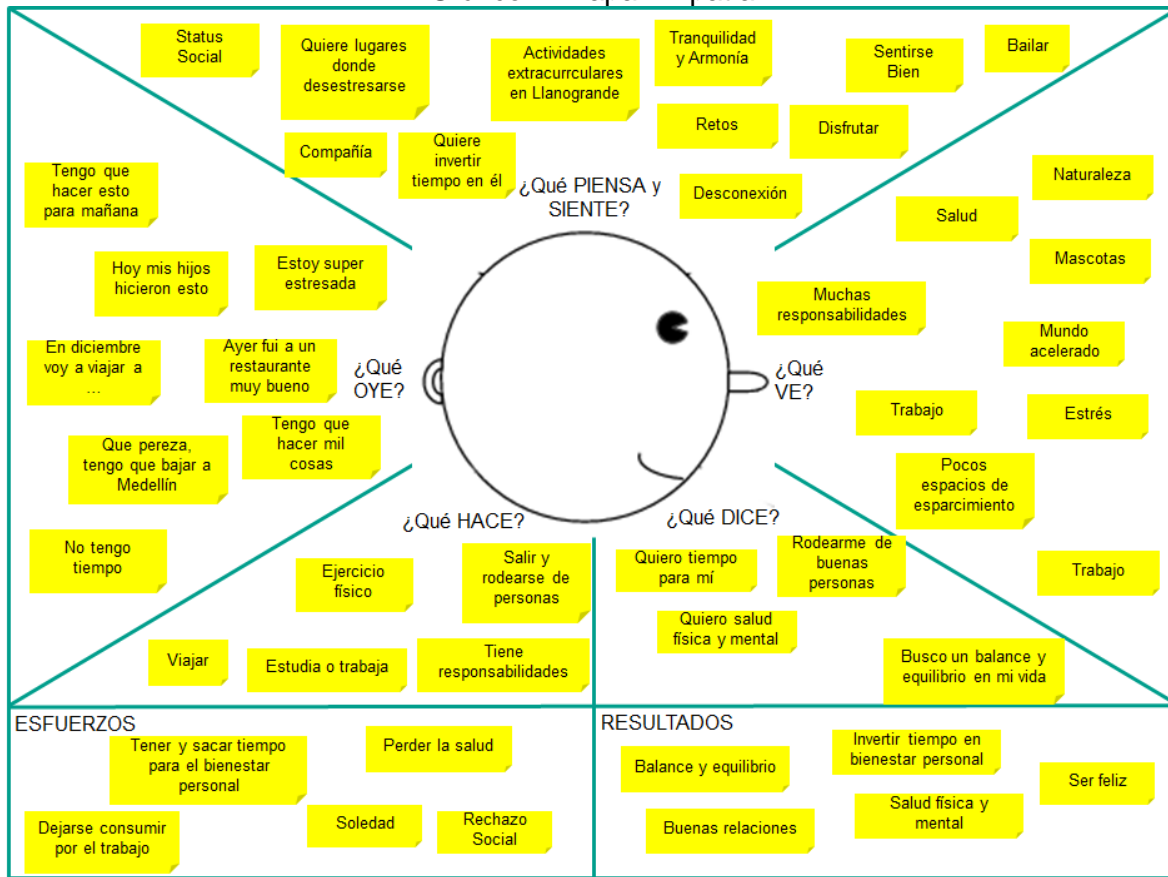 Status
Social
Quiere lugares
donde
desestresarse
Actividades
extracurrculares
en Llanogrande
Tranquilidad
y Armonía
Sentirse
Bien
Bailar
Compañía
Quiere
invertir
tiempo en él
Retos
Disfrutar
Desconexión
¿Qué PIENSA y
SIENTE?
Tengo que
hacer esto
para mañana
Hoy mis hijos
hicieron esto
Estoy super
estresada
En diciembre
voy a viajar a
...
Ayer fui a un
restaurante
muy bueno
¿Qué
OYE?
Que pereza,
tengo que bajar a
Medellín
Tengo que
hacer mil
cosas
No tengo
tiempo
Naturaleza
Salud
Mascotas
Muchas
responsabilidades
Mundo
acelerado
¿Qué
VE?
Trabajo
Estrés
Pocos
espacios de
esparcimiento
Trabajo
¿Qué HACE?
Ejercicio
físico
Salir y
rodearse de
personas
Viajar
Estudia o trabaja
Tiene
responsabilidades
¿Qué DICE?
Quiero tiempo
para mí
Rodearme de
buenas
personas
Quiero salud
física y mental
Busco un balance y
equilibrio en mi vida
ESFUERZOS
Tener y sacar tiempo
para el bienestar
personal
Perder la salud
Dejarse consumir
por el trabajo
Soledad
Rechazo
Social
RESULTADOS
Balance y equilibrio
Invertir tiempo en
bienestar personal
Ser feliz
Buenas relaciones
Salud física y
mental